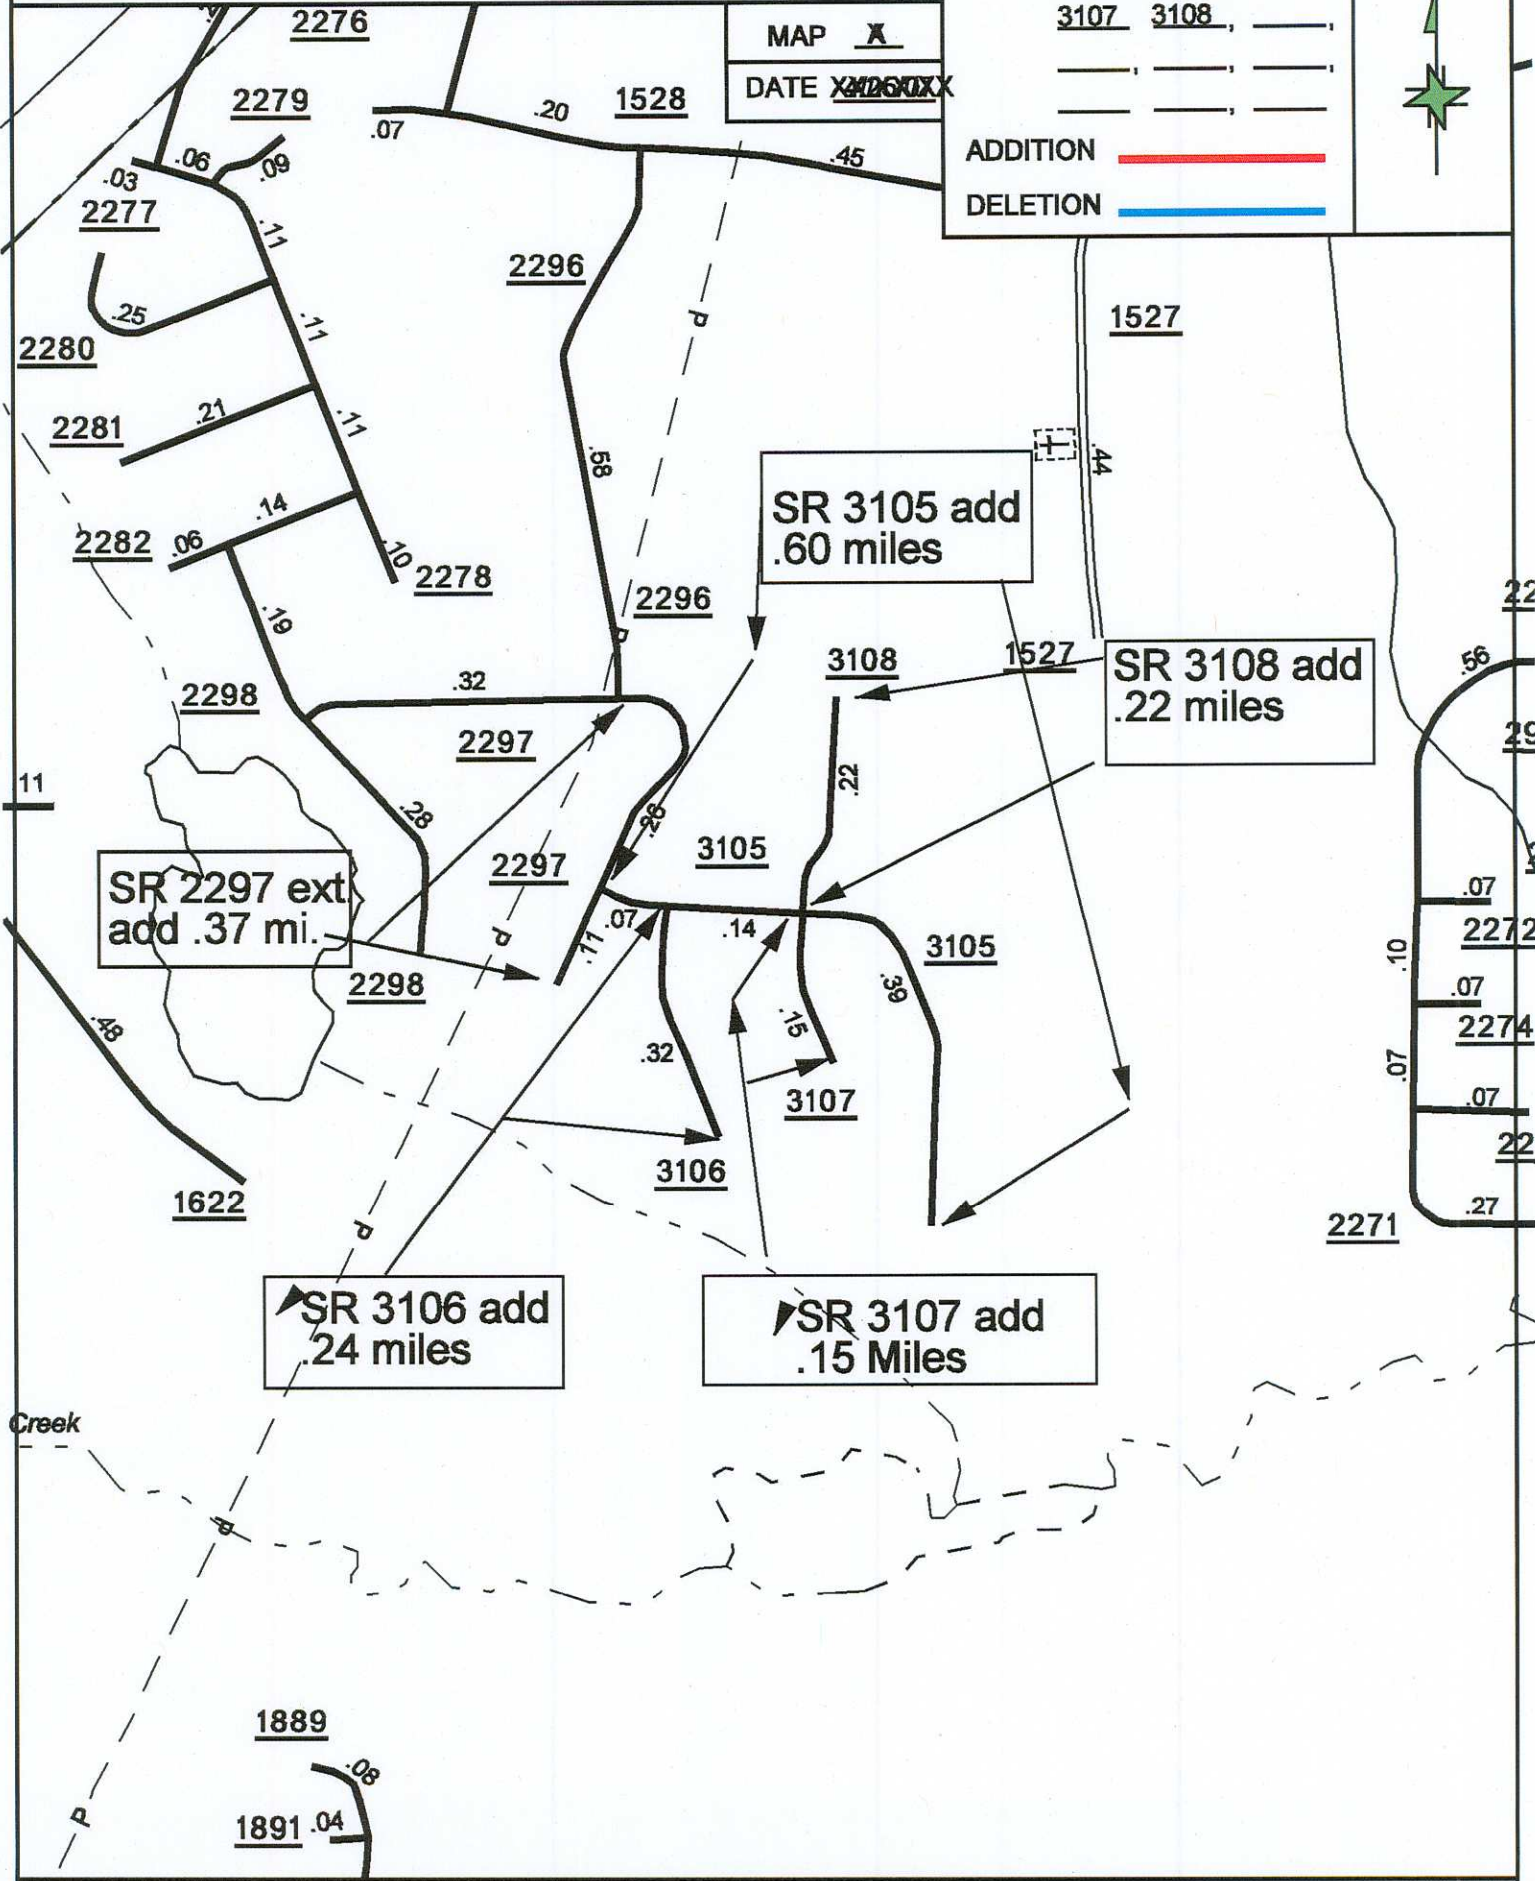 2276
MAP X
3107 3108, ,
DATE
2279
.07
.20
1528
.45
ADDITION
DELETION
.03
.06
.09
2277
.11
2296
P
1527
.25
.11
2280
.21
.11
2281
.58
.44
SR 3105 add
.60 miles
.14
2282
.06
.10
2278
.19
2296
P
3108
1527
SR 3108 add
.22 miles
.56
2298
.32
2297
.22
11
.28
.26
3105
2297
SR 2297 ext.
add .37 mi.
.07
.14
.11
P
3105
2298
.39
.07
2272
.10
.07
2274
.48
.15
.32
3107
.07
.07
3106
1622
P
.27
2271
SR 3106 add
.24 miles
SR 3107 add
.15 Miles
Creek
P
1889
.08
P
1891 .04